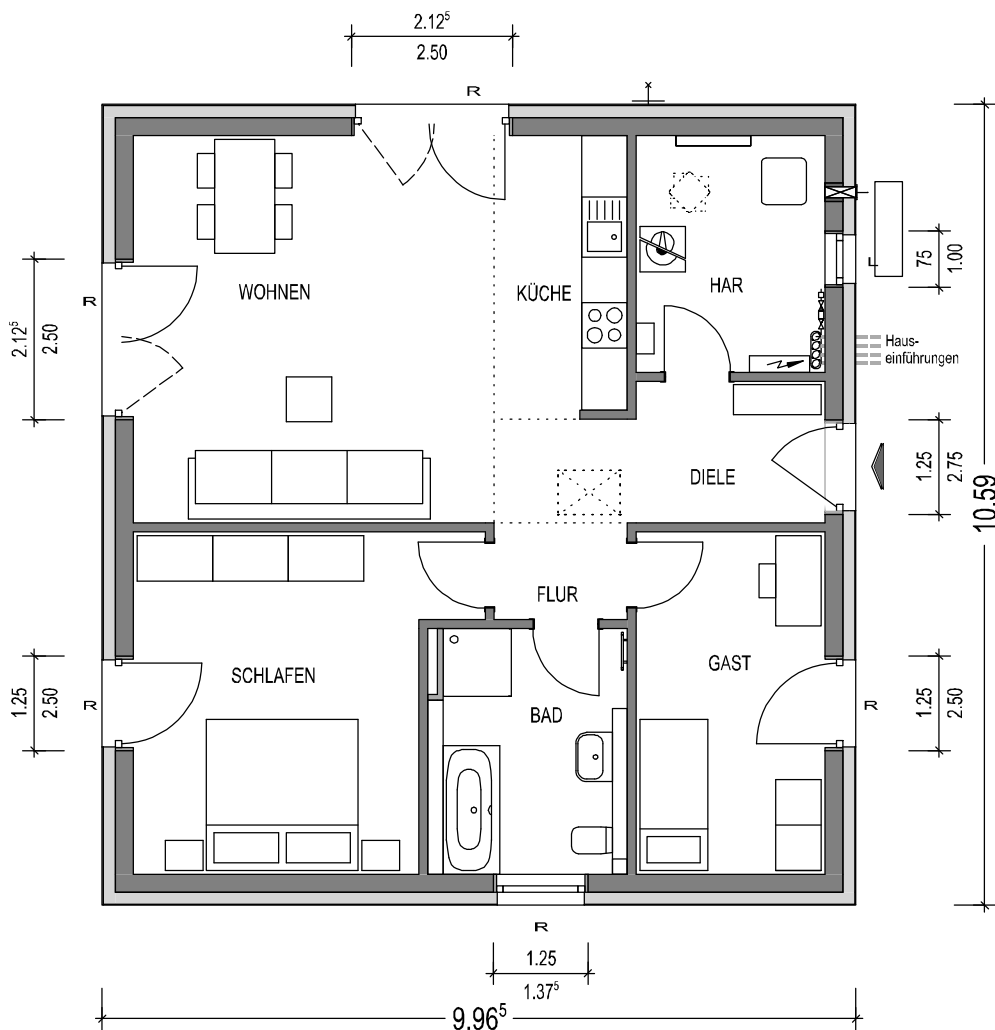 2.12⁵
2.50
R
WOHNEN
KÜCHE
HAR
75
1.00
R
2.12⁵
2.50
Haus-
einführungen
DIELE
1.25
2.75
10.59
FLUR
SCHLAFEN
GAST
BAD
1.25
2.50
R
R
1.25
2.50
R
1.25
1.37⁵
9.96⁵